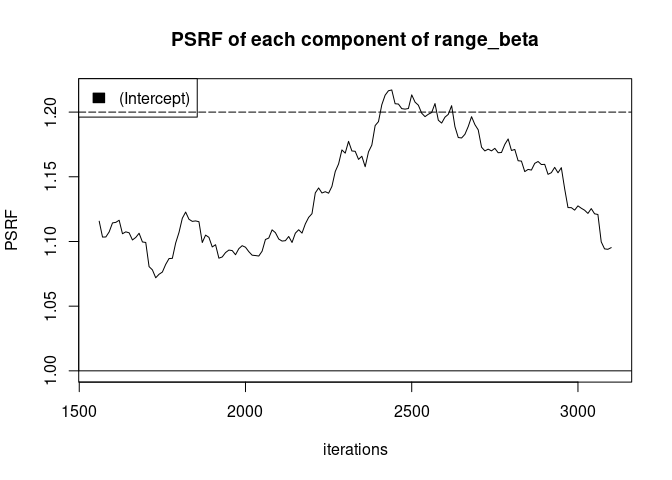 PSRF of each component of range_beta
(Intercept)
PSRF
1.20
1.15
1.10
1.05
1.00
1500 2000 2500 3000
iterations